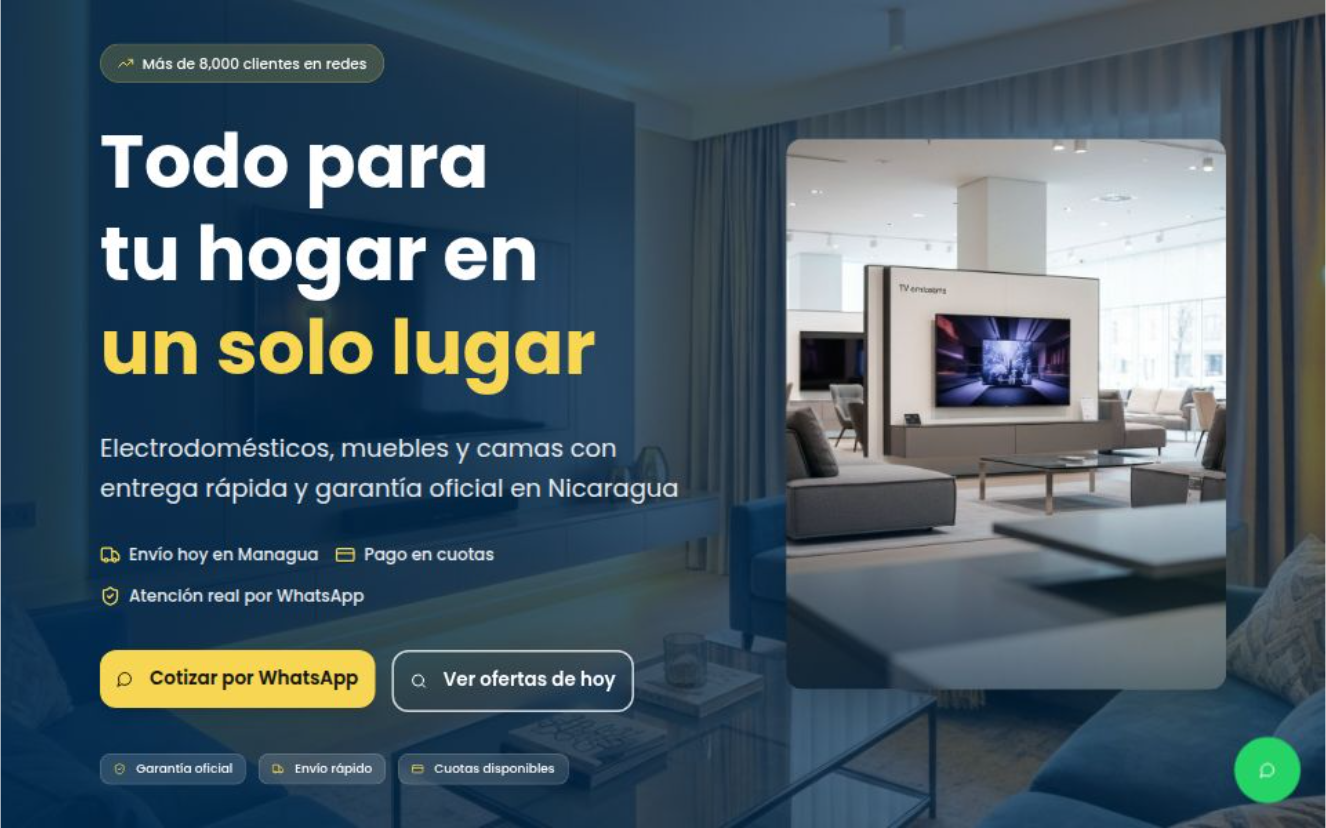 Más de 8,000 clientes en redes
Todo para
tu hogar en
un solo lugar
Electrodomésticos, muebles y camas con
entrega rápida y garantía oficial en Nicaragua
Envío hoy en Managua Pago en cuotas
Atención real por WhatsApp
Cotizar por WhatsApp Ver ofertas de hoy
Garantía oficial Envío rápido Cuotas disponibles
TV